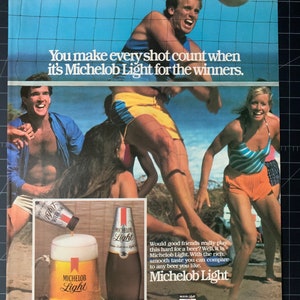 You make every shot count when
it's Michelob Light for the winners.
MICHELOB
Light
Light
Would good friends really play
this hard for a beer? Well, it is
Michelob Light. With the rich,
smooth taste you can compare
to any beer you like.
Michelob Light